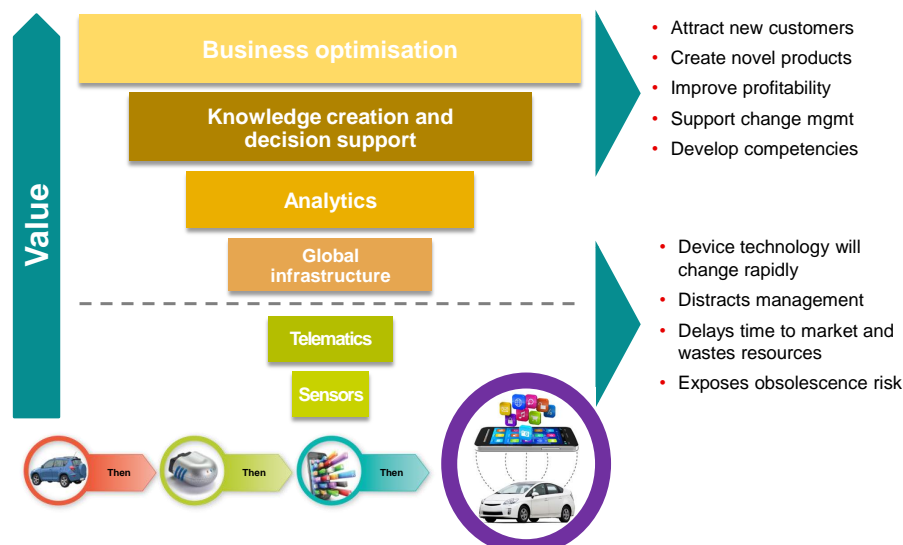 Value
Business optimisation
Knowledge creation and
decision support
Analytics
Global
infrastructure
Telematics
Sensors
• Attract new customers
• Create novel products
• Improve profitability
• Support change mgmt
• Develop competencies
• Device technology will
change rapidly
• Distracts management
• Delays time to market and
wastes resources
• Exposes obsolescence risk
Then
Then
Then